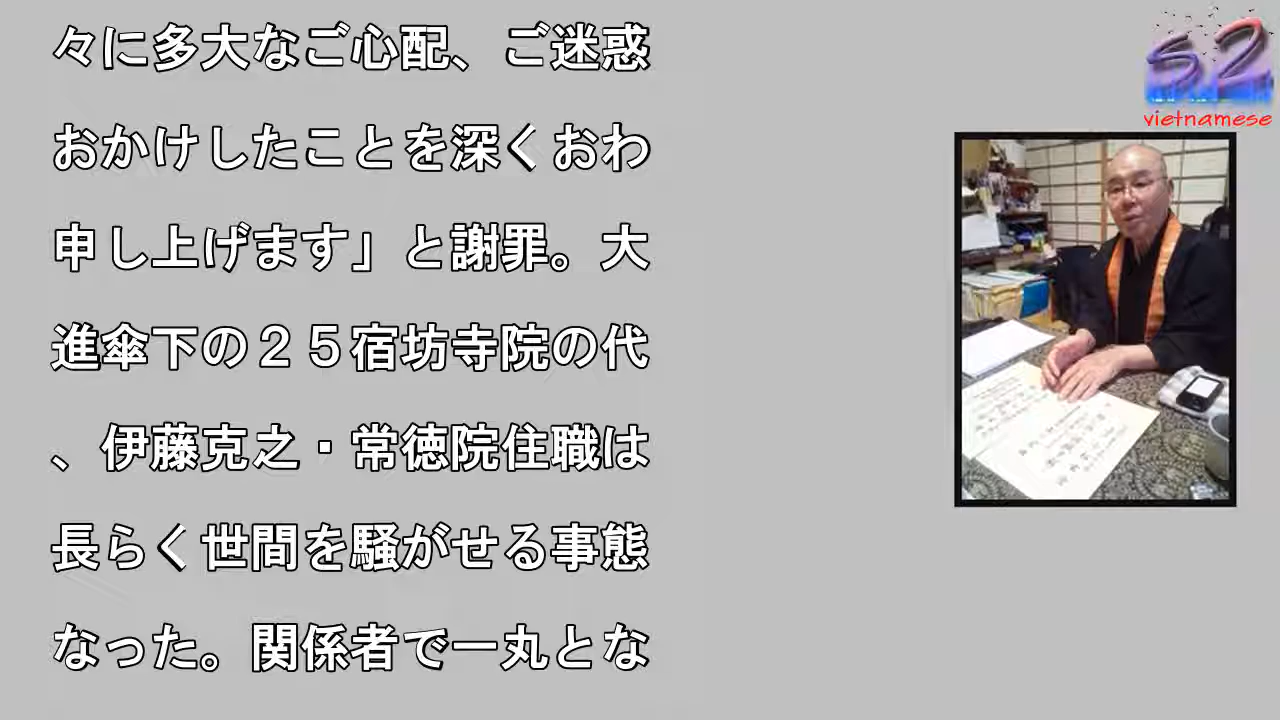 々に多大なご心配、ご迷惑
おかけしたことを深くおわ
申し上げます」と謝罪。大
進傘下の２５宿坊寺院の代
、伊藤克之・常徳院住職は
長らく世間を騒がせる事態
なった。関係者で一丸とな
S2
vietnamese